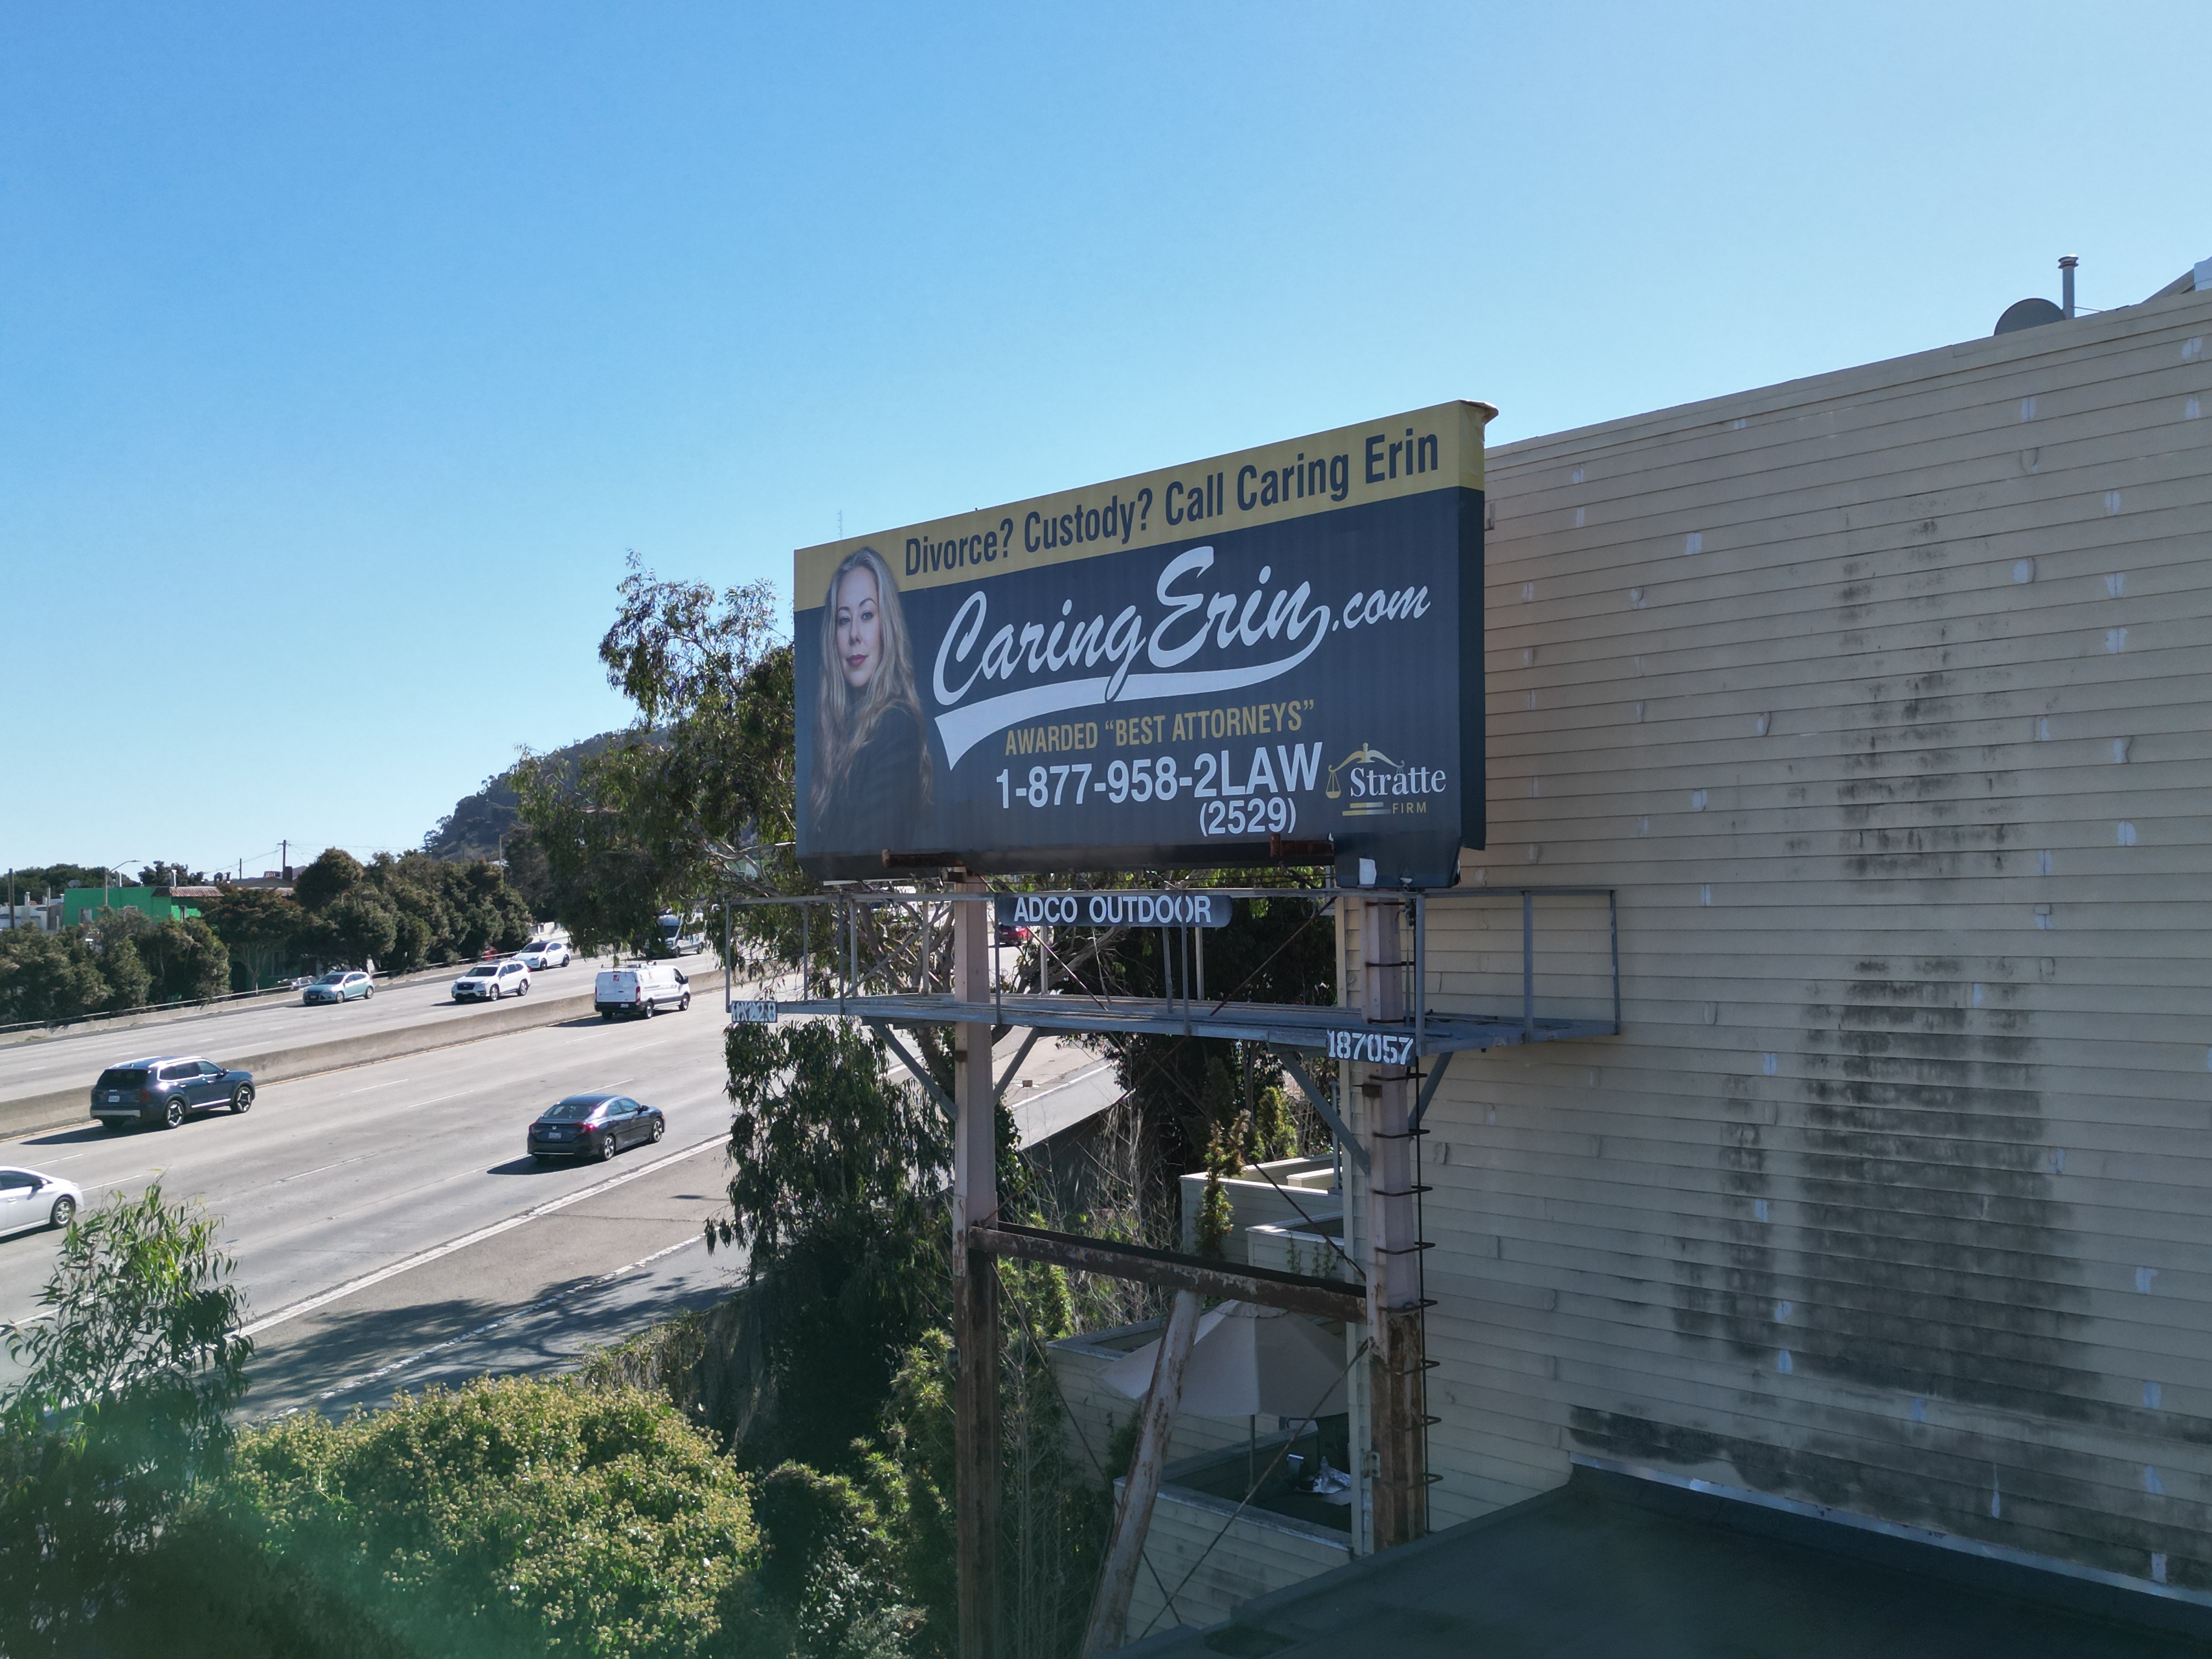 Divorce? Custody? Call Caring Erin
CaringErin.com
AWARDED "BEST ATTORNEYS"
1-877-958-2LAW
(2529)
Stratte
FIRM
ADCO OUTDOOR
187057